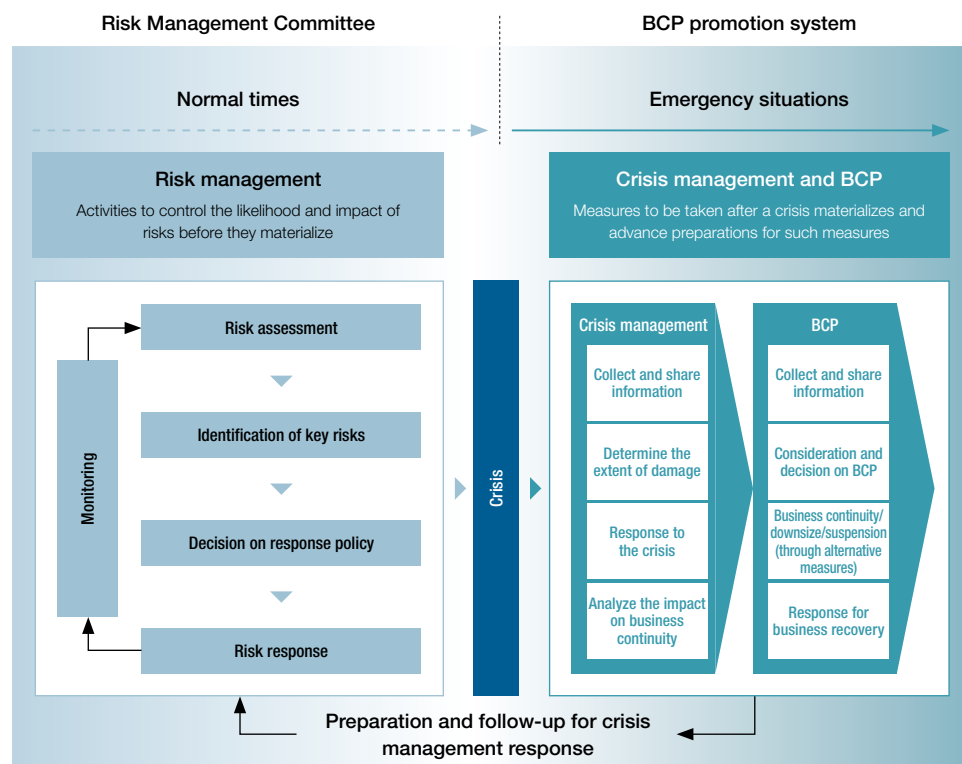 Risk Management Committee
BCP promotion system
Normal times
Emergency situations
Risk management
Activities to control the likelihood and impact of
risks before they materialize
Crisis management and BCP
Measures to be taken after a crisis materializes and
advance preparations for such measures
Monitoring
Risk assessment
Identification of key risks
Decision on response policy
Risk response
Crisis
Crisis management
Collect and share
information
Determine the
extent of damage
Response to
the crisis
Analyze the impact
on business
continuity
BCP
Collect and share
information
Consideration and
decision on BCP
Business continuity/
downsize/suspension
(through alternative
measures)
Response for
business recovery
Preparation and follow-up for crisis
management response